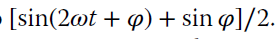 [sin(2ωt + φ) + sin φ]/2.